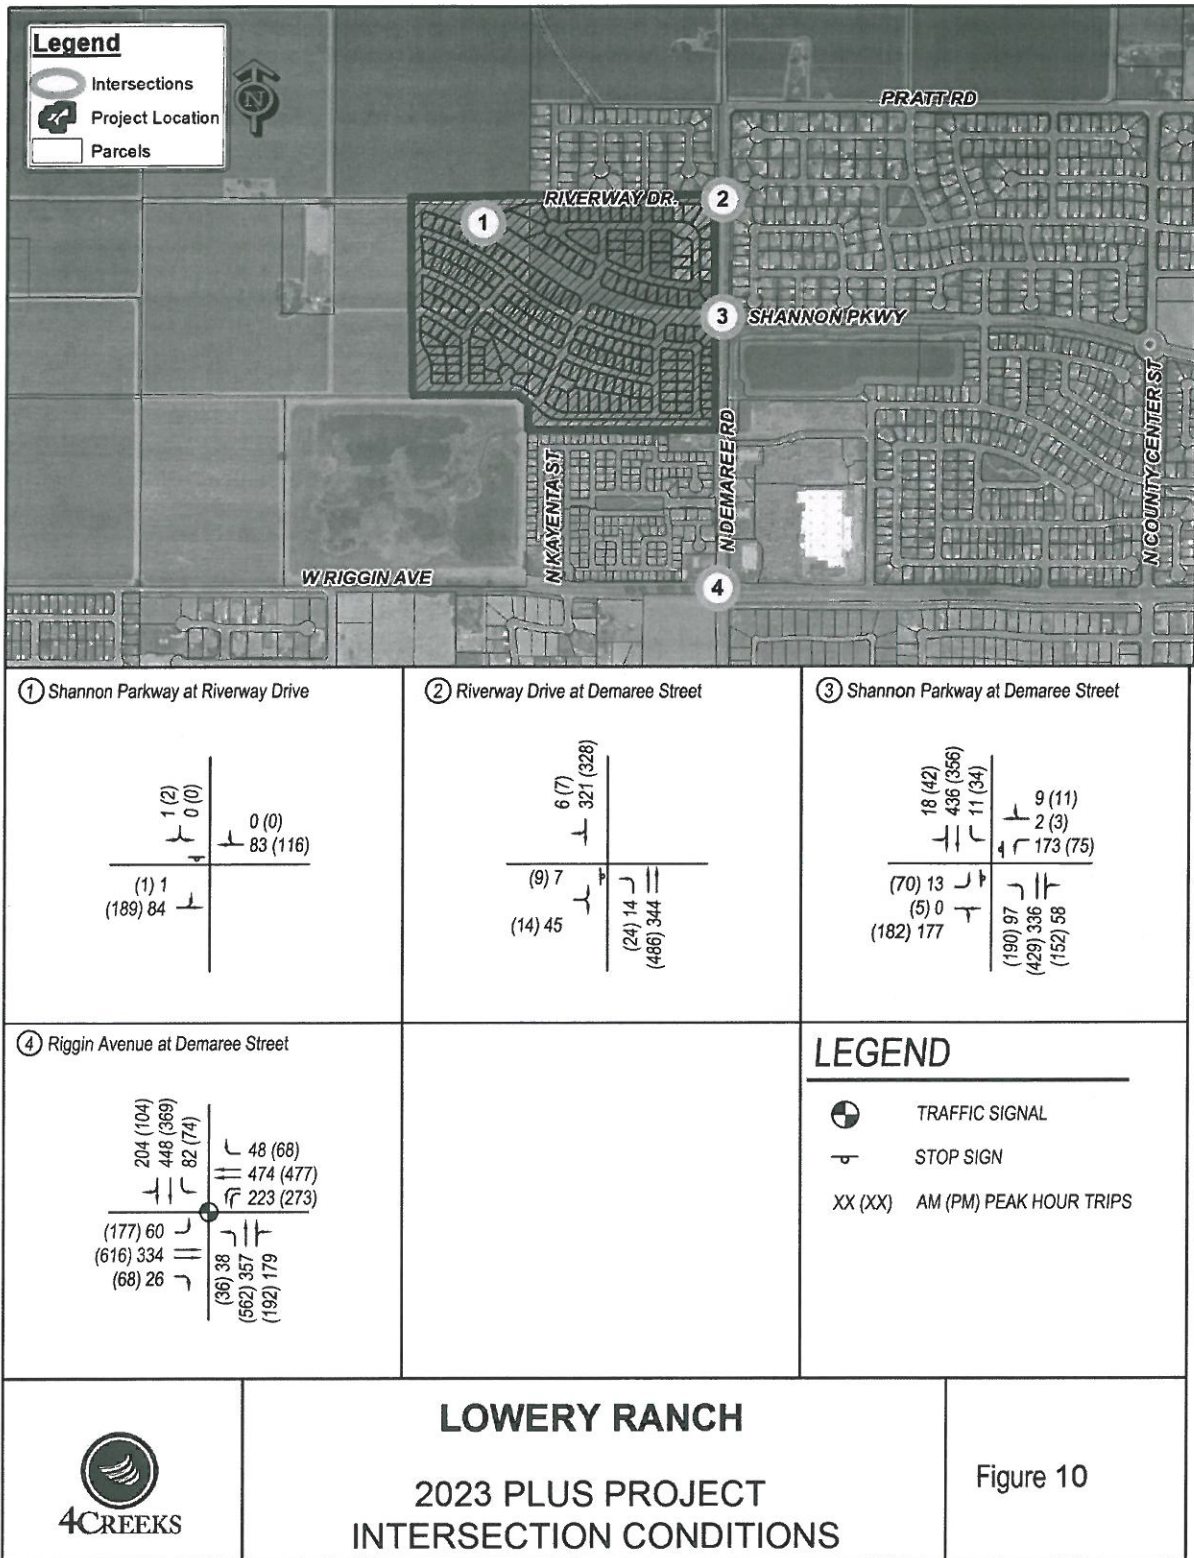 Legend
Intersections
Project Location
Parcels
N
PRATT RD
RIVERWAY DR.
1
2
3
SHANNON PKWY
N DEMAREE RD
N COUNTY CENTER ST
N KAYENTA ST
W RIGGIN AVE
4
1 Shannon Parkway at Riverway Drive
1 (2)
0 (0)
0 (0)
83 (116)
(1) 1
(189) 84
2 Riverway Drive at Demaree Street
6 (7)
321 (328)
(9) 7
(14) 45
(24) 14
(486) 344
3 Shannon Parkway at Demaree Street
18 (42)
436 (356)
11 (34)
9 (11)
2 (3)
173 (75)
(70) 13
(5) 0
(182) 177
(190) 97
(429) 336
(152) 58
4 Riggin Avenue at Demaree Street
204 (104)
448 (369)
82 (74)
48 (68)
474 (477)
223 (273)
(177) 60
(616) 334
(68) 26
(36) 38
(562) 357
(192) 179
LEGEND
TRAFFIC SIGNAL
STOP SIGN
XX (XX) AM (PM) PEAK HOUR TRIPS
4CREEKS
LOWERY RANCH
2023 PLUS PROJECT
INTERSECTION CONDITIONS
Figure 10